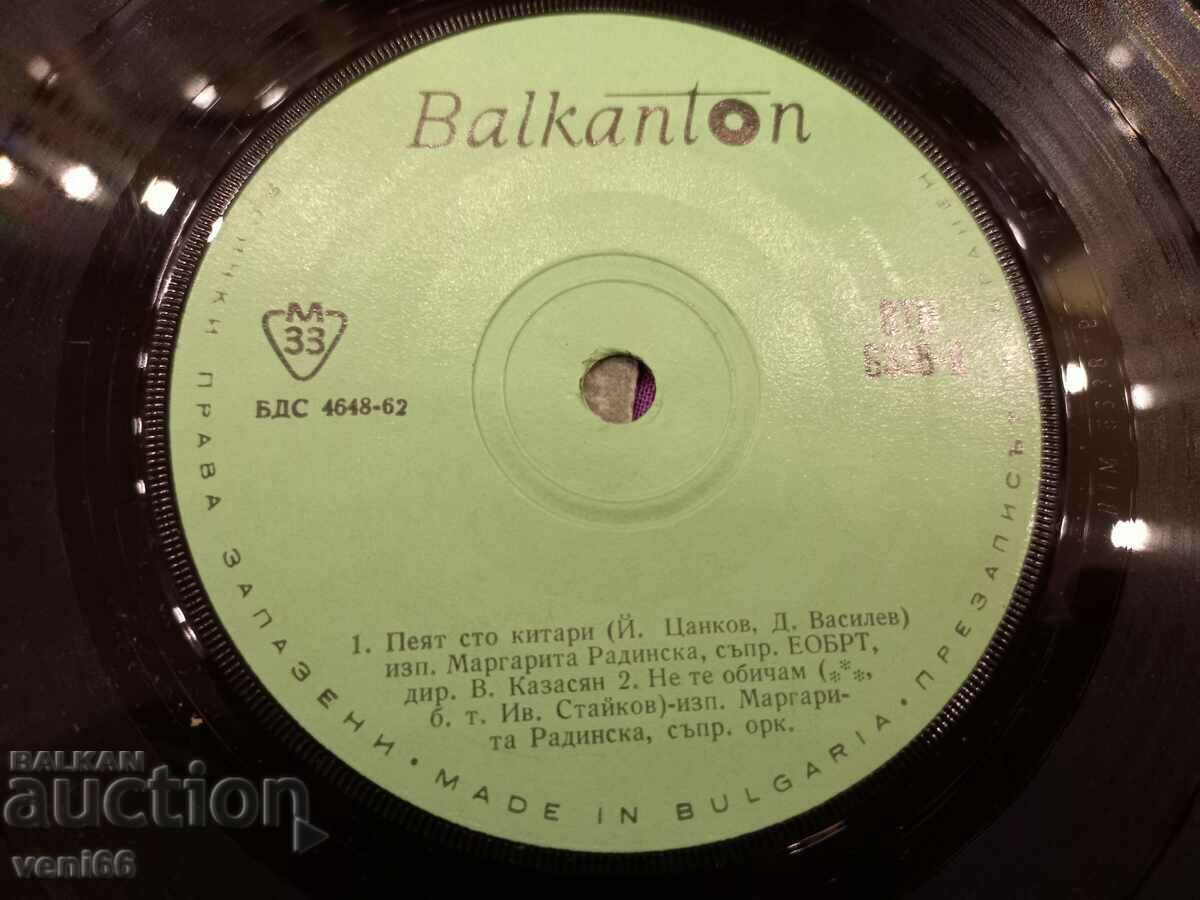 Balkanton
М
33
БДС 4648-62
1. Пеят сто китари (Й. Цанков, Д. Василев)
изп. Маргарита Радинска, съпр. ЕОБРТ,
дир. В. Казасян 2. Не те обичам (***,
б. т. Ив. Стайков)-изп. Маргари-
та Радинска, съпр. орк.
ПРАВА ЗАПАЗЕНИ • MADE IN BULGARIA • ПРЕЗАПИСЪТ
BALKAN
auction
veni66